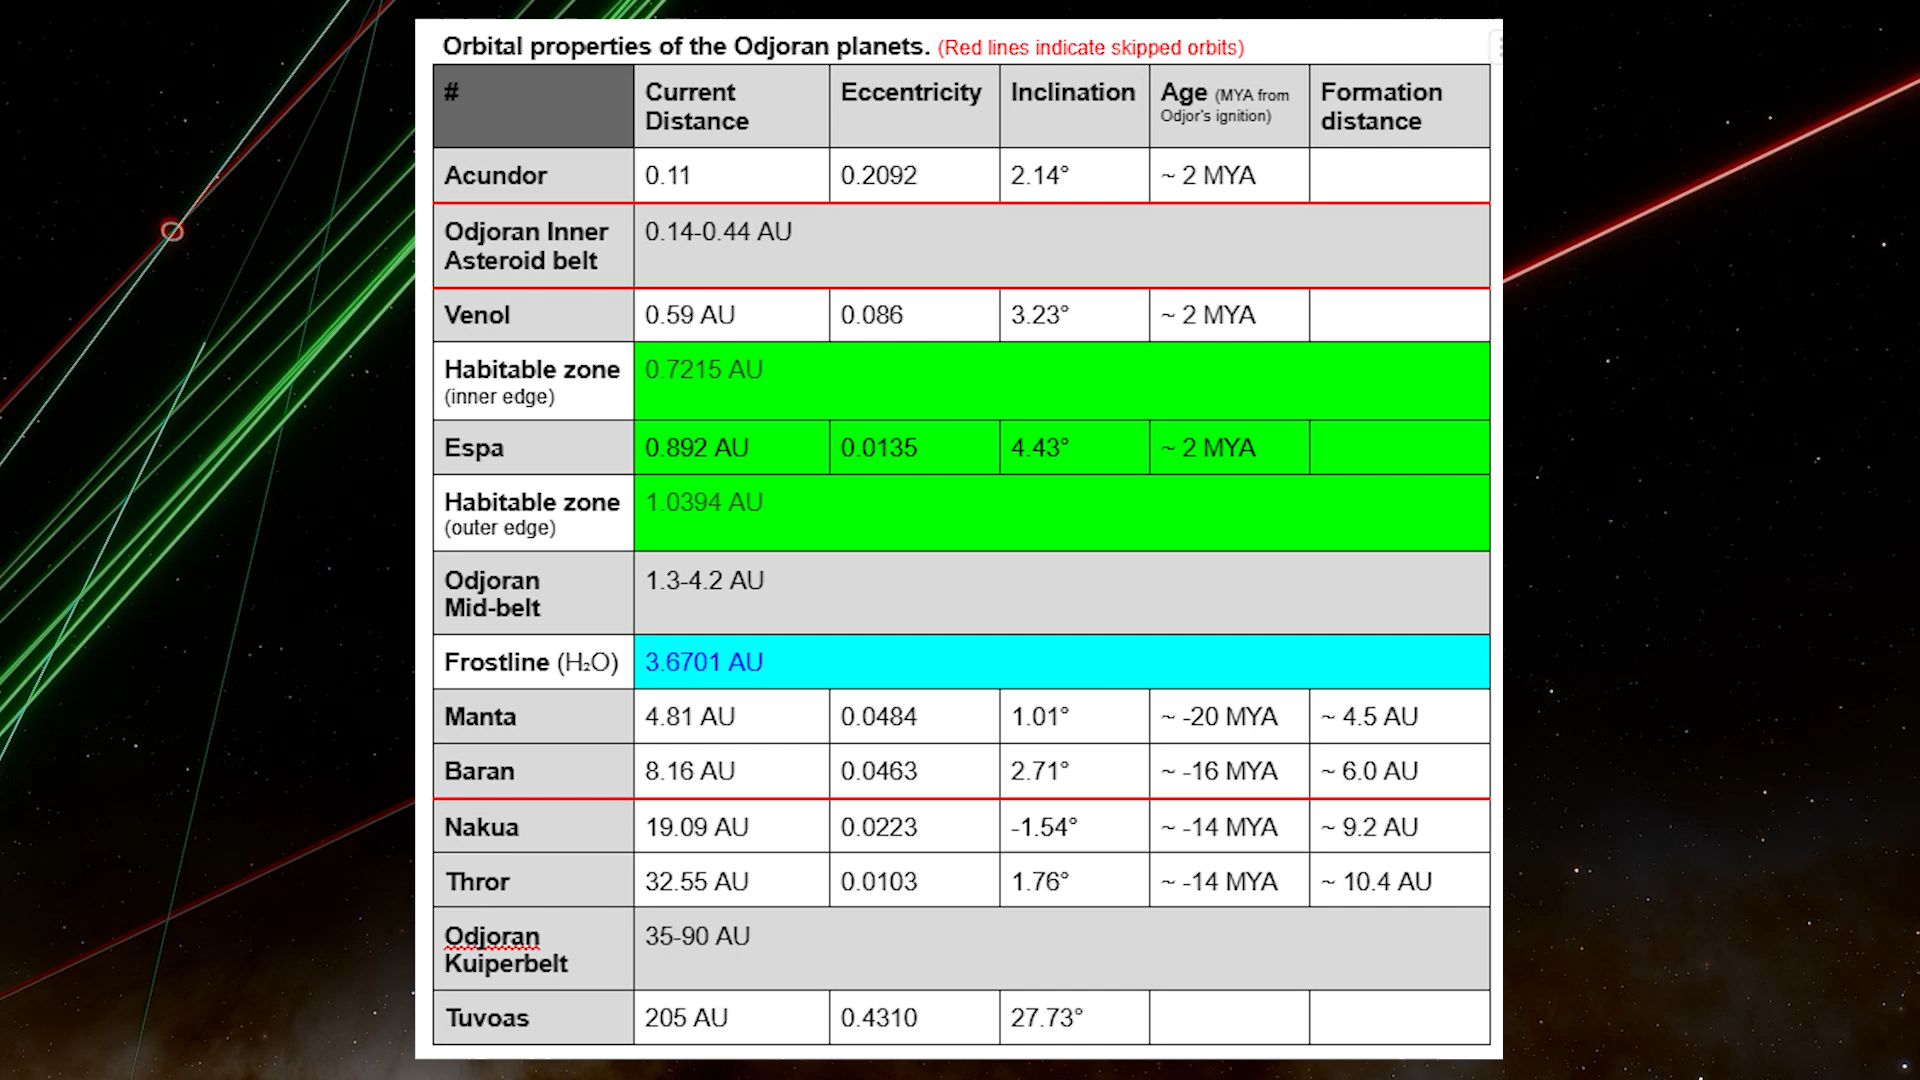 Orbital properties of the Odjoran planets. (Red lines indicate skipped orbits)
# Current Distance Eccentricity Inclination Age (MYA from Odjor's ignition) Formation distance
Acundor 0.11 0.2092 2.14° ~ 2 MYA
Odjoran Inner Asteroid belt 0.14-0.44 AU
Venol 0.59 AU 0.086 3.23° ~ 2 MYA
Habitable zone (inner edge) 0.7215 AU
Espa 0.892 AU 0.0135 4.43° ~ 2 MYA
Habitable zone (outer edge) 1.0394 AU
Odjoran Mid-belt 1.3-4.2 AU
Frostline (H₂O) 3.6701 AU
Manta 4.81 AU 0.0484 1.01° ~ -20 MYA ~ 4.5 AU
Baran 8.16 AU 0.0463 2.71° ~ -16 MYA ~ 6.0 AU
Nakua 19.09 AU 0.0223 -1.54° ~ -14 MYA ~ 9.2 AU
Thror 32.55 AU 0.0103 1.76° ~ -14 MYA ~ 10.4 AU
Odjoran Kuiperbelt 35-90 AU
Tuvoas 205 AU 0.4310 27.73°